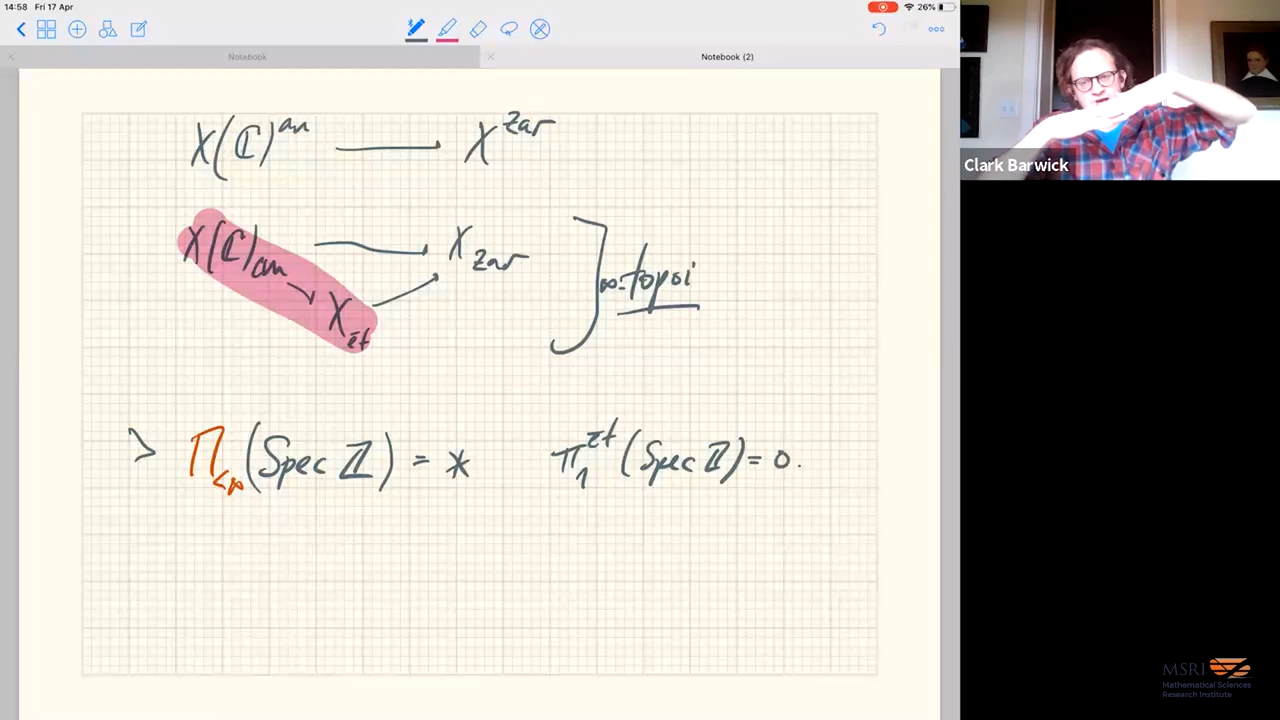 14:58 Fri 17 Apr 26%
Notebook Notebook (2)
X(ℂ)^an → X^Zar
X(ℂ)_an → X_Zar
→ X_ét →
∞-topoi
> Π_<∞ (Spec ℤ) = * π_1^ét (Spec ℤ) = 0.
Clark Barwick
MSRI
Mathematical Sciences
Research Institute